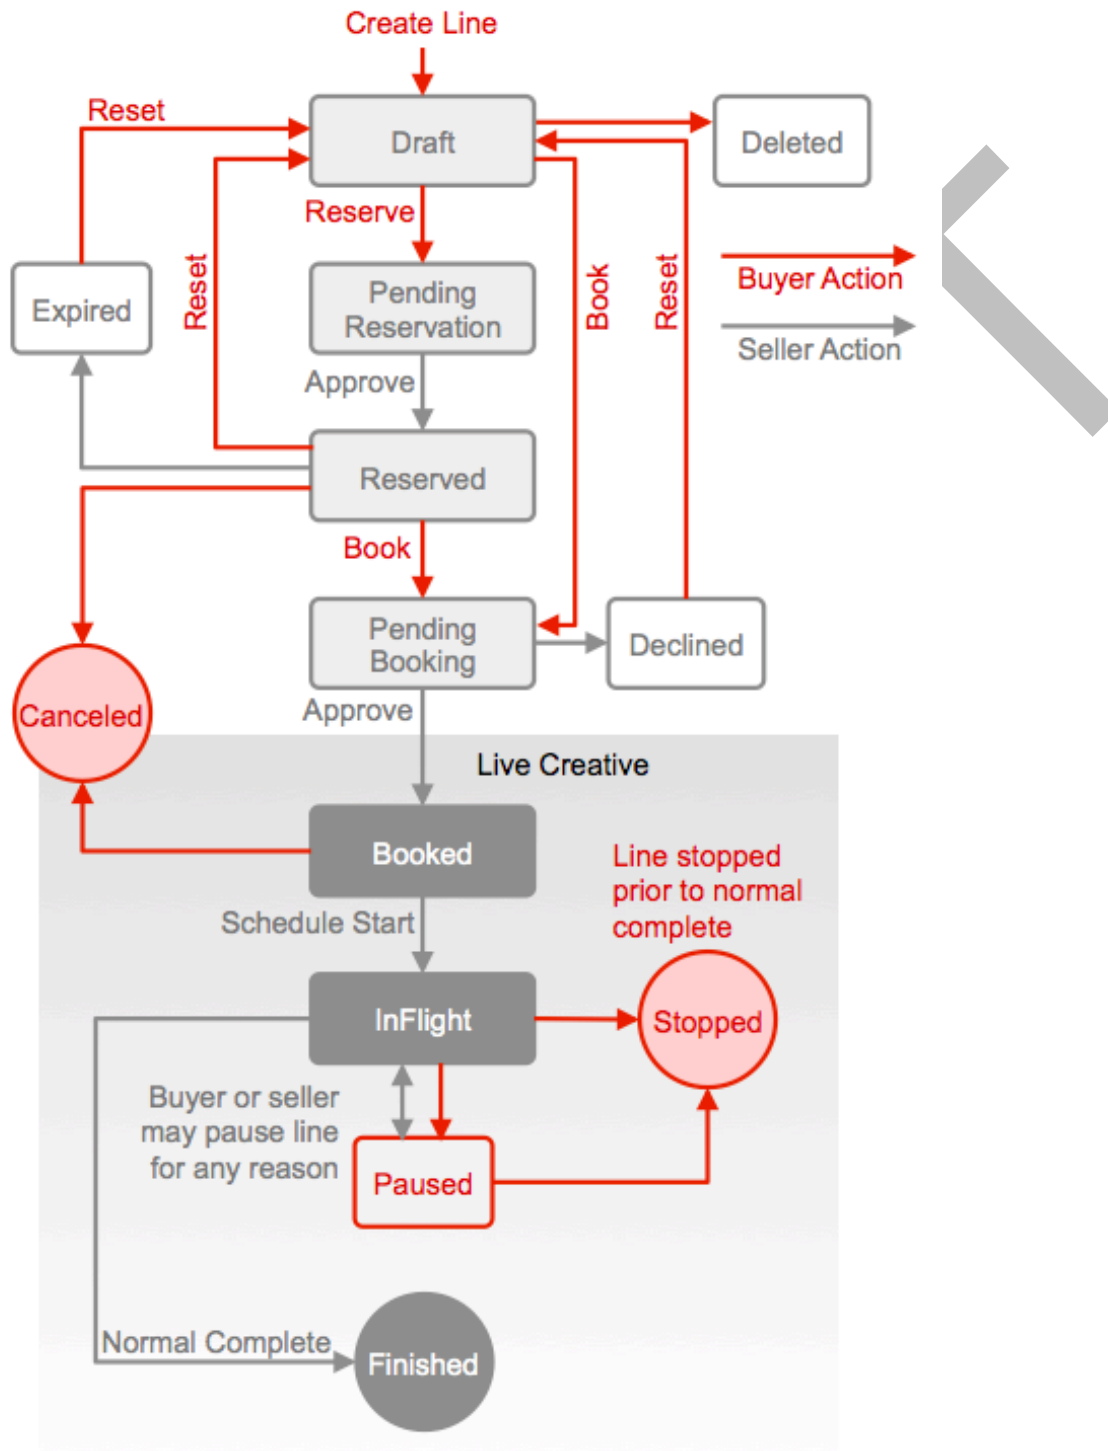 Create Line
Reset
Draft
Deleted
Reserve
Reset
Book
Reset
Buyer Action
Seller Action
Expired
Pending
Reservation
Approve
Reserved
Book
Pending
Booking
Declined
Canceled
Approve
Live Creative
Booked
Line stopped
prior to normal
complete
Schedule Start
InFlight
Stopped
Buyer or seller
may pause line
for any reason
Paused
Normal Complete
Finished